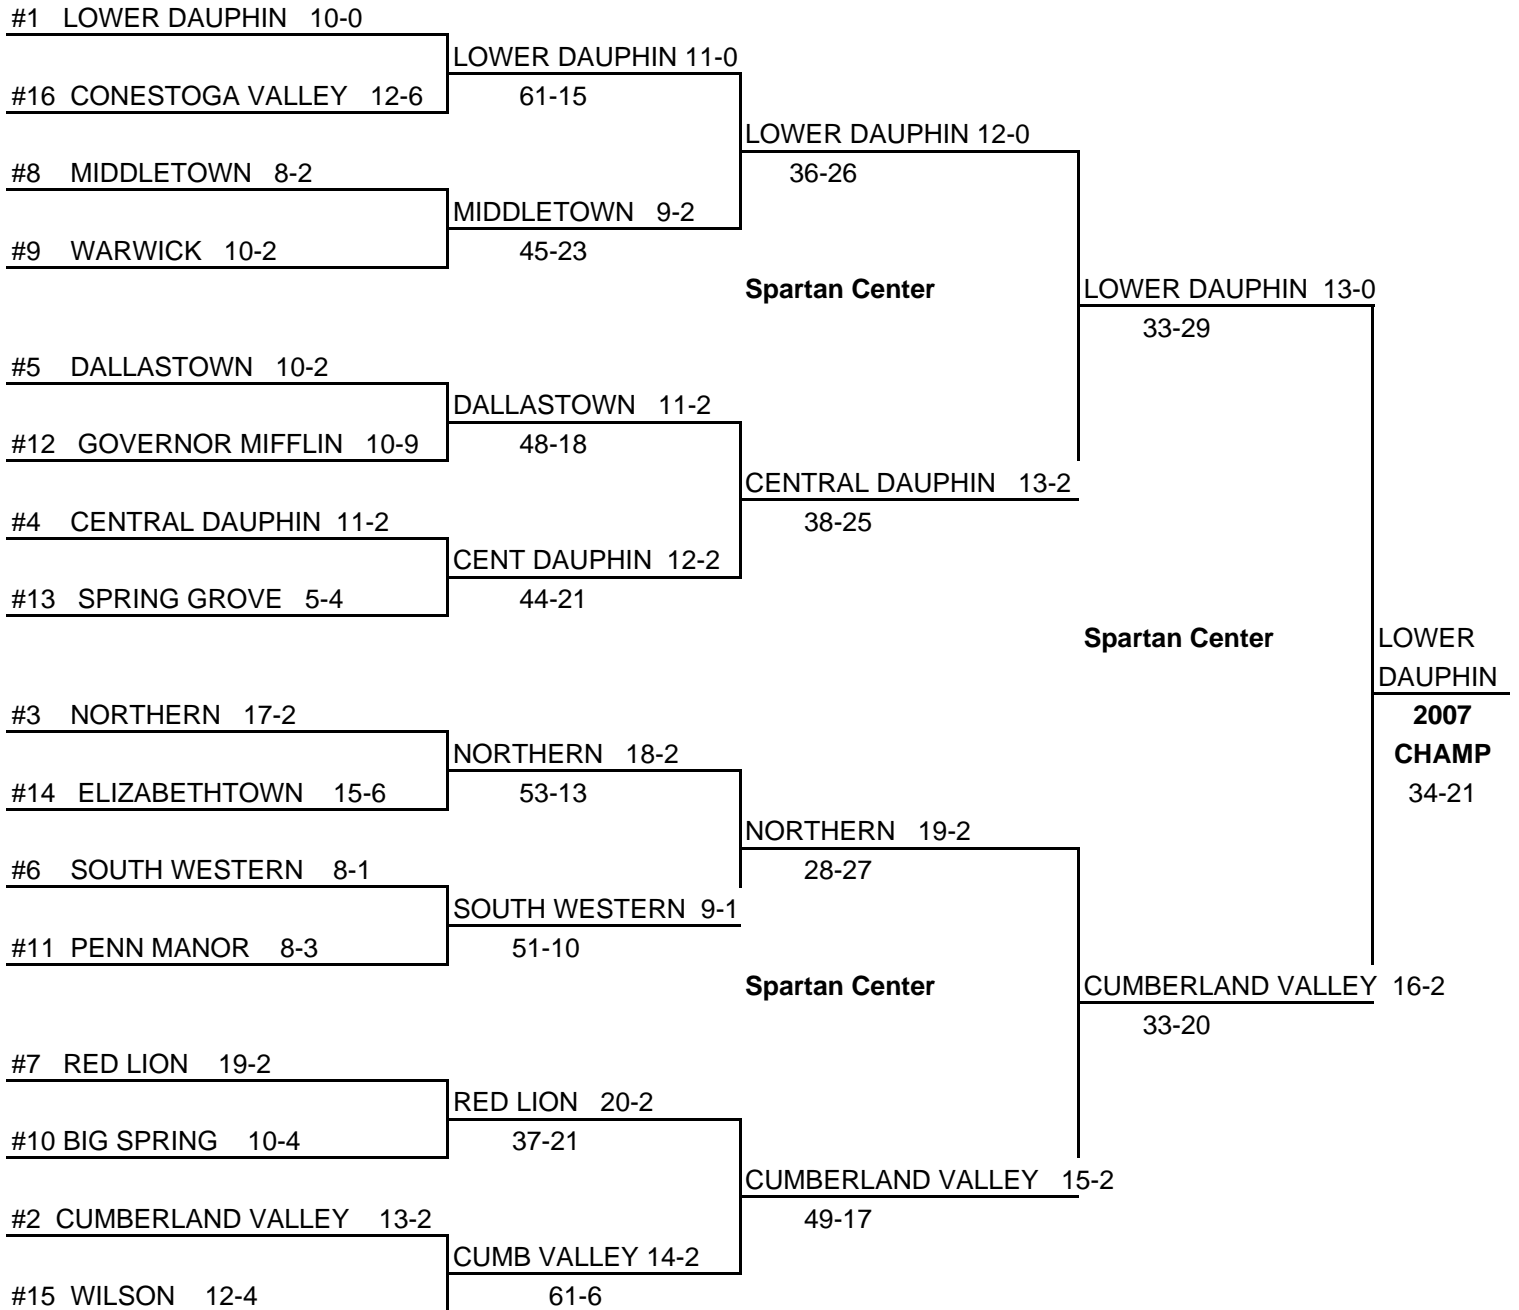 #1 LOWER DAUPHIN 10-0
LOWER DAUPHIN 11-0
#16 CONESTOGA VALLEY 12-6
61-15
LOWER DAUPHIN 12-0
#8 MIDDLETOWN 8-2
36-26
MIDDLETOWN 9-2
#9 WARWICK 10-2
45-23
Spartan Center
LOWER DAUPHIN 13-0
33-29
#5 DALLASTOWN 10-2
DALLASTOWN 11-2
#12 GOVERNOR MIFFLIN 10-9
48-18
CENTRAL DAUPHIN 13-2
#4 CENTRAL DAUPHIN 11-2
38-25
CENT DAUPHIN 12-2
#13 SPRING GROVE 5-4
44-21
Spartan Center
LOWER
DAUPHIN
#3 NORTHERN 17-2
2007
NORTHERN 18-2
CHAMP
#14 ELIZABETHTOWN 15-6
53-13
34-21
NORTHERN 19-2
#6 SOUTH WESTERN 8-1
28-27
SOUTH WESTERN 9-1
#11 PENN MANOR 8-3
51-10
Spartan Center
CUMBERLAND VALLEY 16-2
33-20
#7 RED LION 19-2
RED LION 20-2
#10 BIG SPRING 10-4
37-21
CUMBERLAND VALLEY 15-2
#2 CUMBERLAND VALLEY 13-2
49-17
CUMB VALLEY 14-2
#15 WILSON 12-4
61-6